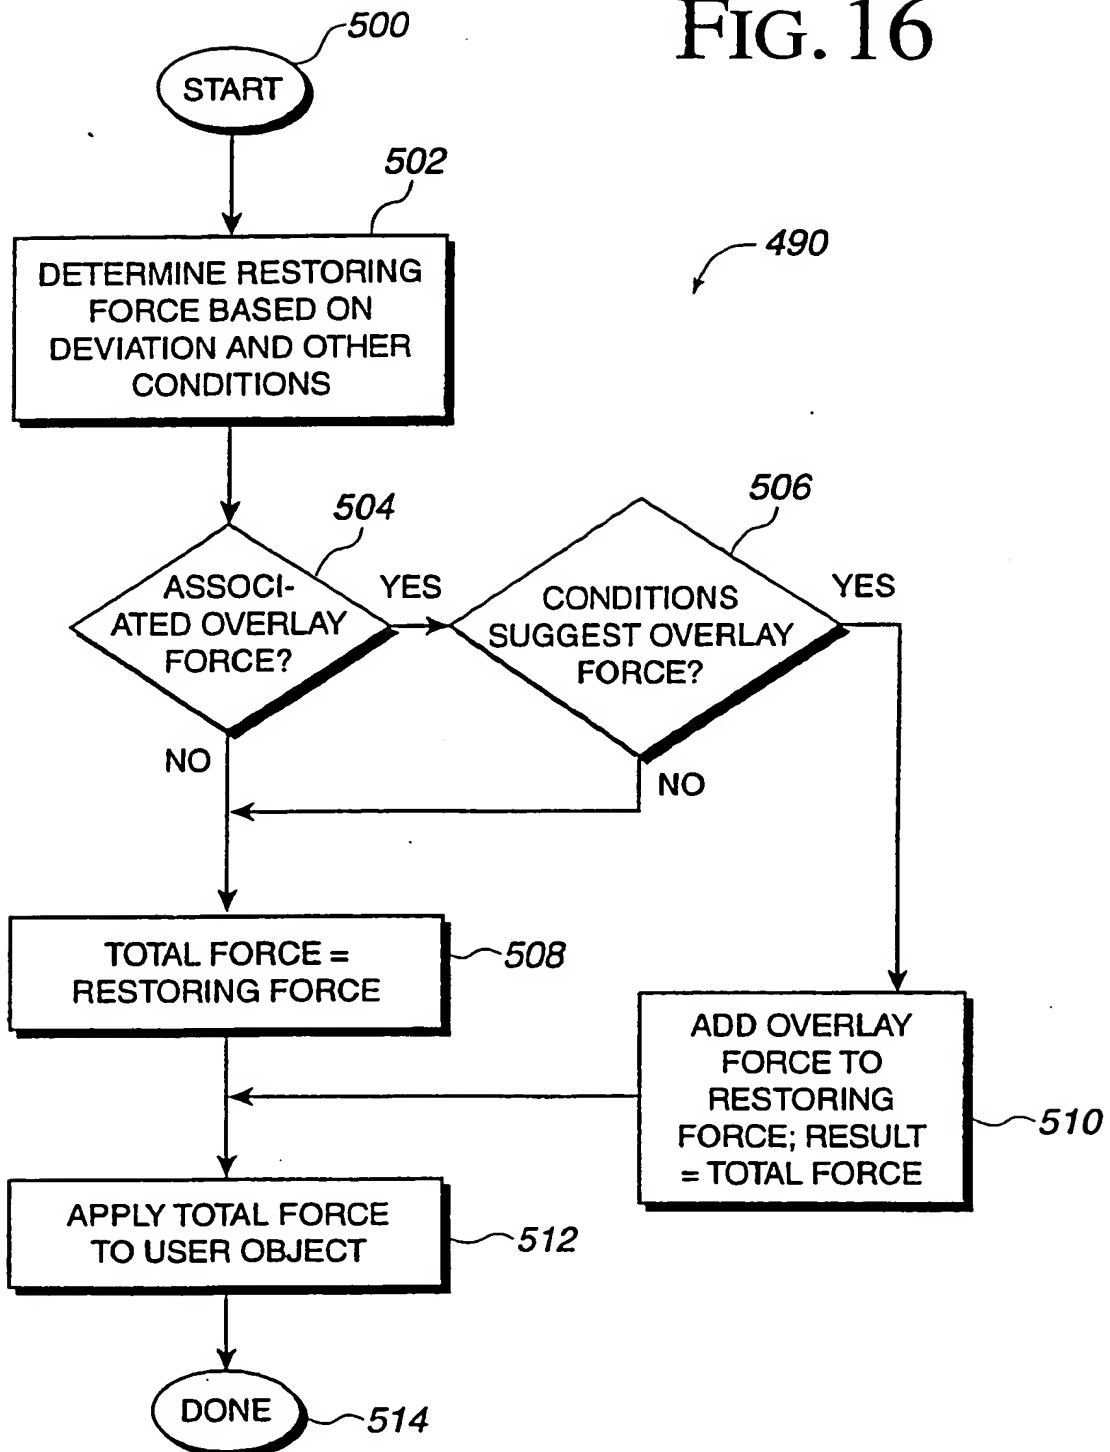 FIG. 16
500
START
502
DETERMINE RESTORING
FORCE BASED ON
DEVIATION AND OTHER
CONDITIONS
490
504
ASSOCI-
ATED OVERLAY
FORCE?
YES
506
CONDITIONS
SUGGEST OVERLAY
FORCE?
YES
NO
NO
TOTAL FORCE =
RESTORING FORCE
508
ADD OVERLAY
FORCE TO
RESTORING
FORCE; RESULT
= TOTAL FORCE
510
APPLY TOTAL FORCE
TO USER OBJECT
512
DONE
514